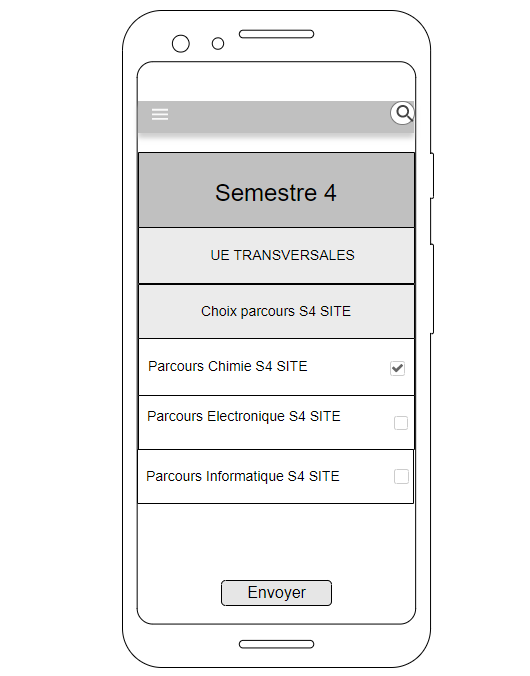 Semestre 4
UE TRANSVERSALES
Choix parcours S4 SITE
Parcours Chimie S4 SITE
Parcours Electronique S4 SITE
Parcours Informatique S4 SITE
Envoyer